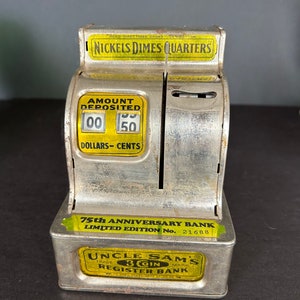 NICKELS DIMES QUARTERS
AMOUNT
DEPOSITED
00 50
DOLLARS-CENTS
75th ANNIVERSARY BANK
LIMITED EDITION No.
UNCLE SAM'S
3 COIN
REGISTER BANK